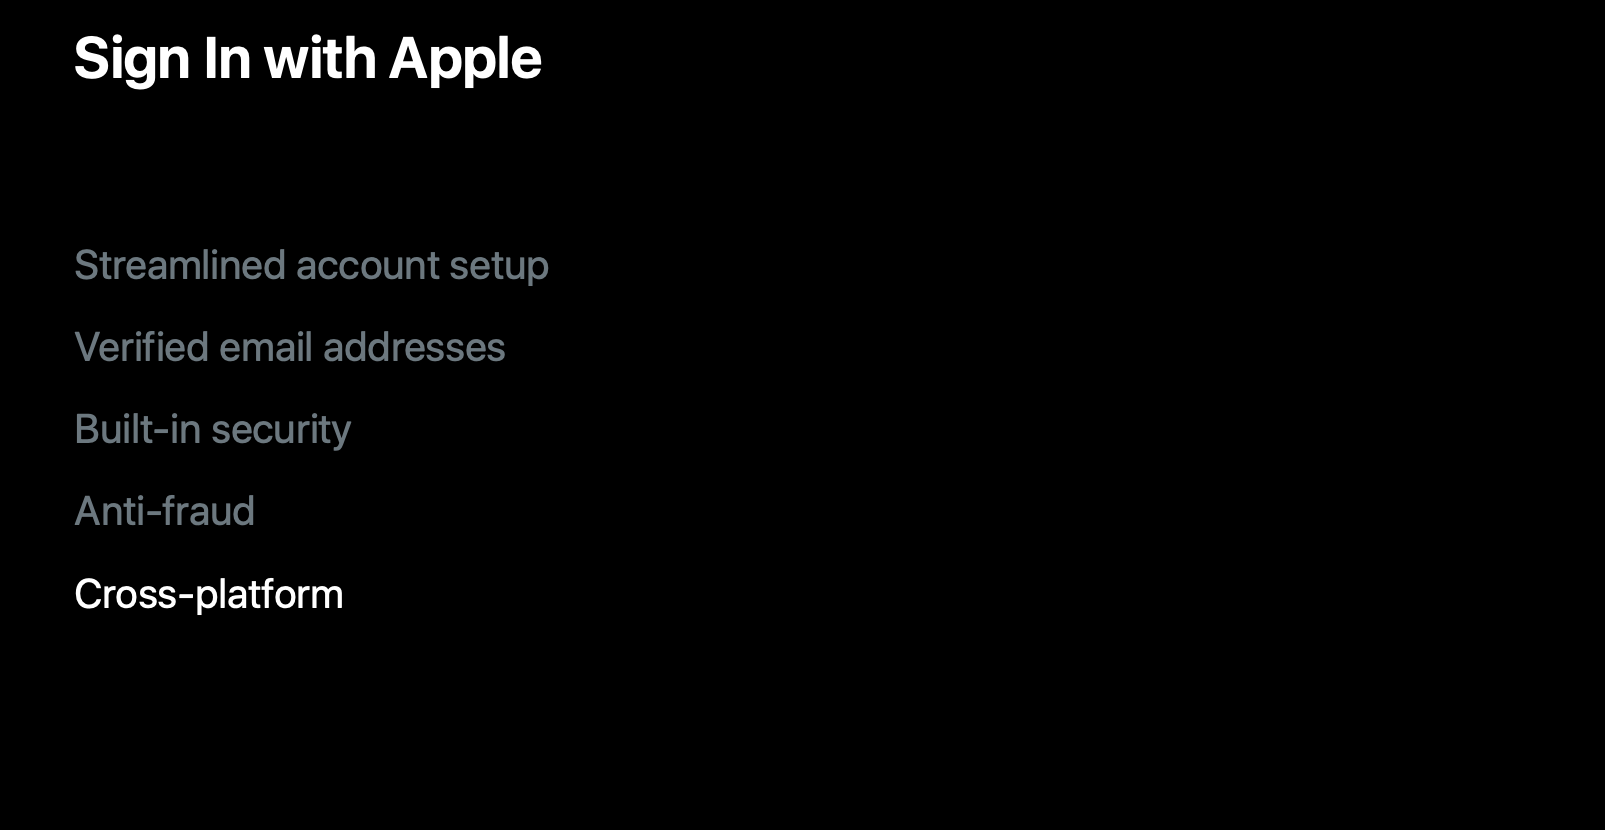 Sign In with Apple
Streamlined account setup
Verified email addresses
Built-in security
Anti-fraud
Cross-platform